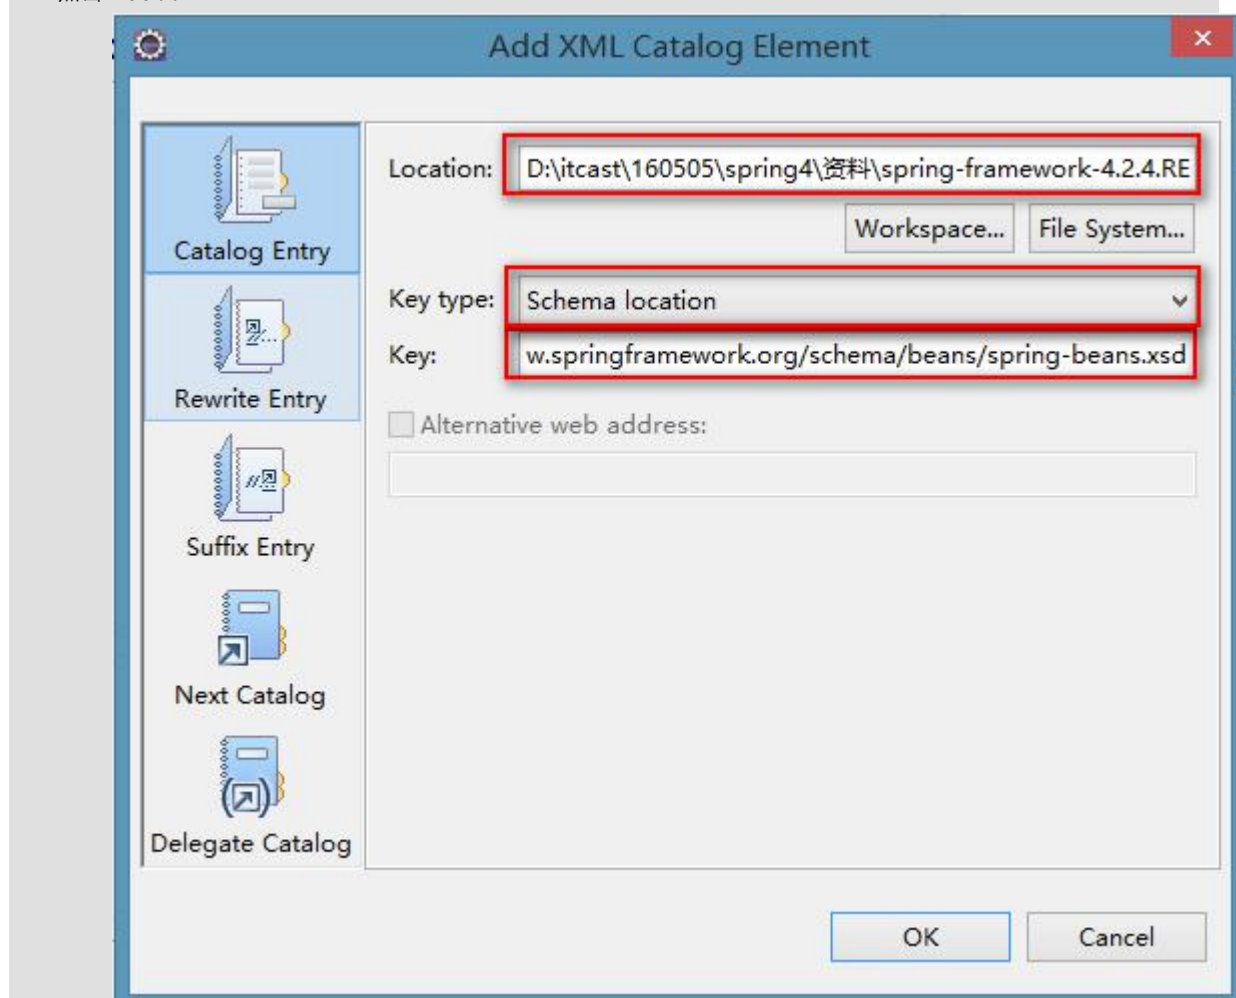 Add XML Catalog Element
Location: D:\itcast\160505\spring4\资料\spring-framework-4.2.4.RE
Workspace... File System...
Catalog Entry
Key type: Schema location
Key: w.springframework.org/schema/beans/spring-beans.xsd
Rewrite Entry
Alternative web address:
Suffix Entry
Next Catalog
Delegate Catalog
OK Cancel